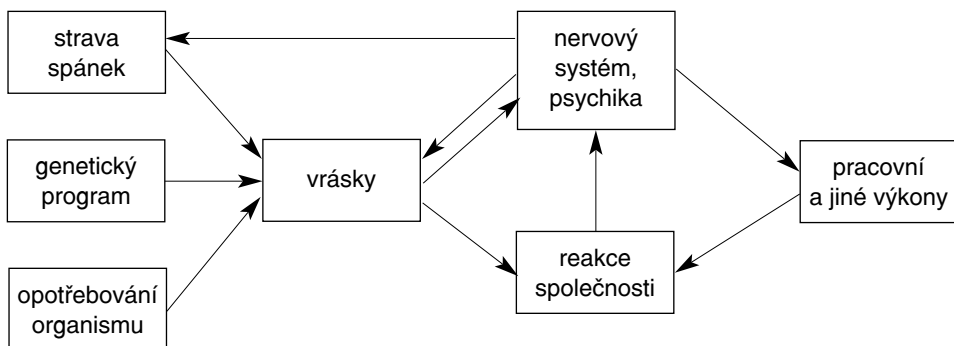 strava
spánek
nervový
systém,
psychika
genetický
program
vrásky
pracovní
a jiné výkony
opotřebování
organismu
reakce
společnosti